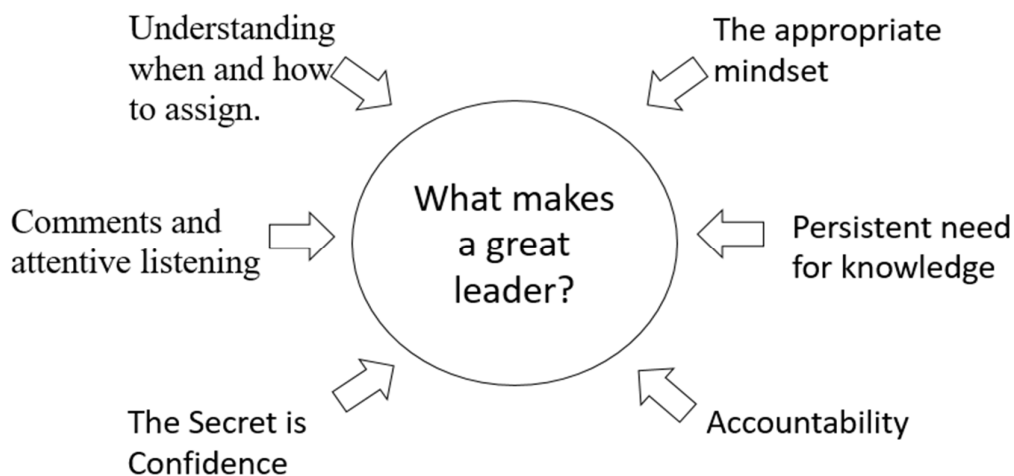 Understanding
when and how
to assign.
The appropriate
mindset
Comments and
attentive listening
What makes
a great
leader?
Persistent need
for knowledge
The Secret is
Confidence
Accountability